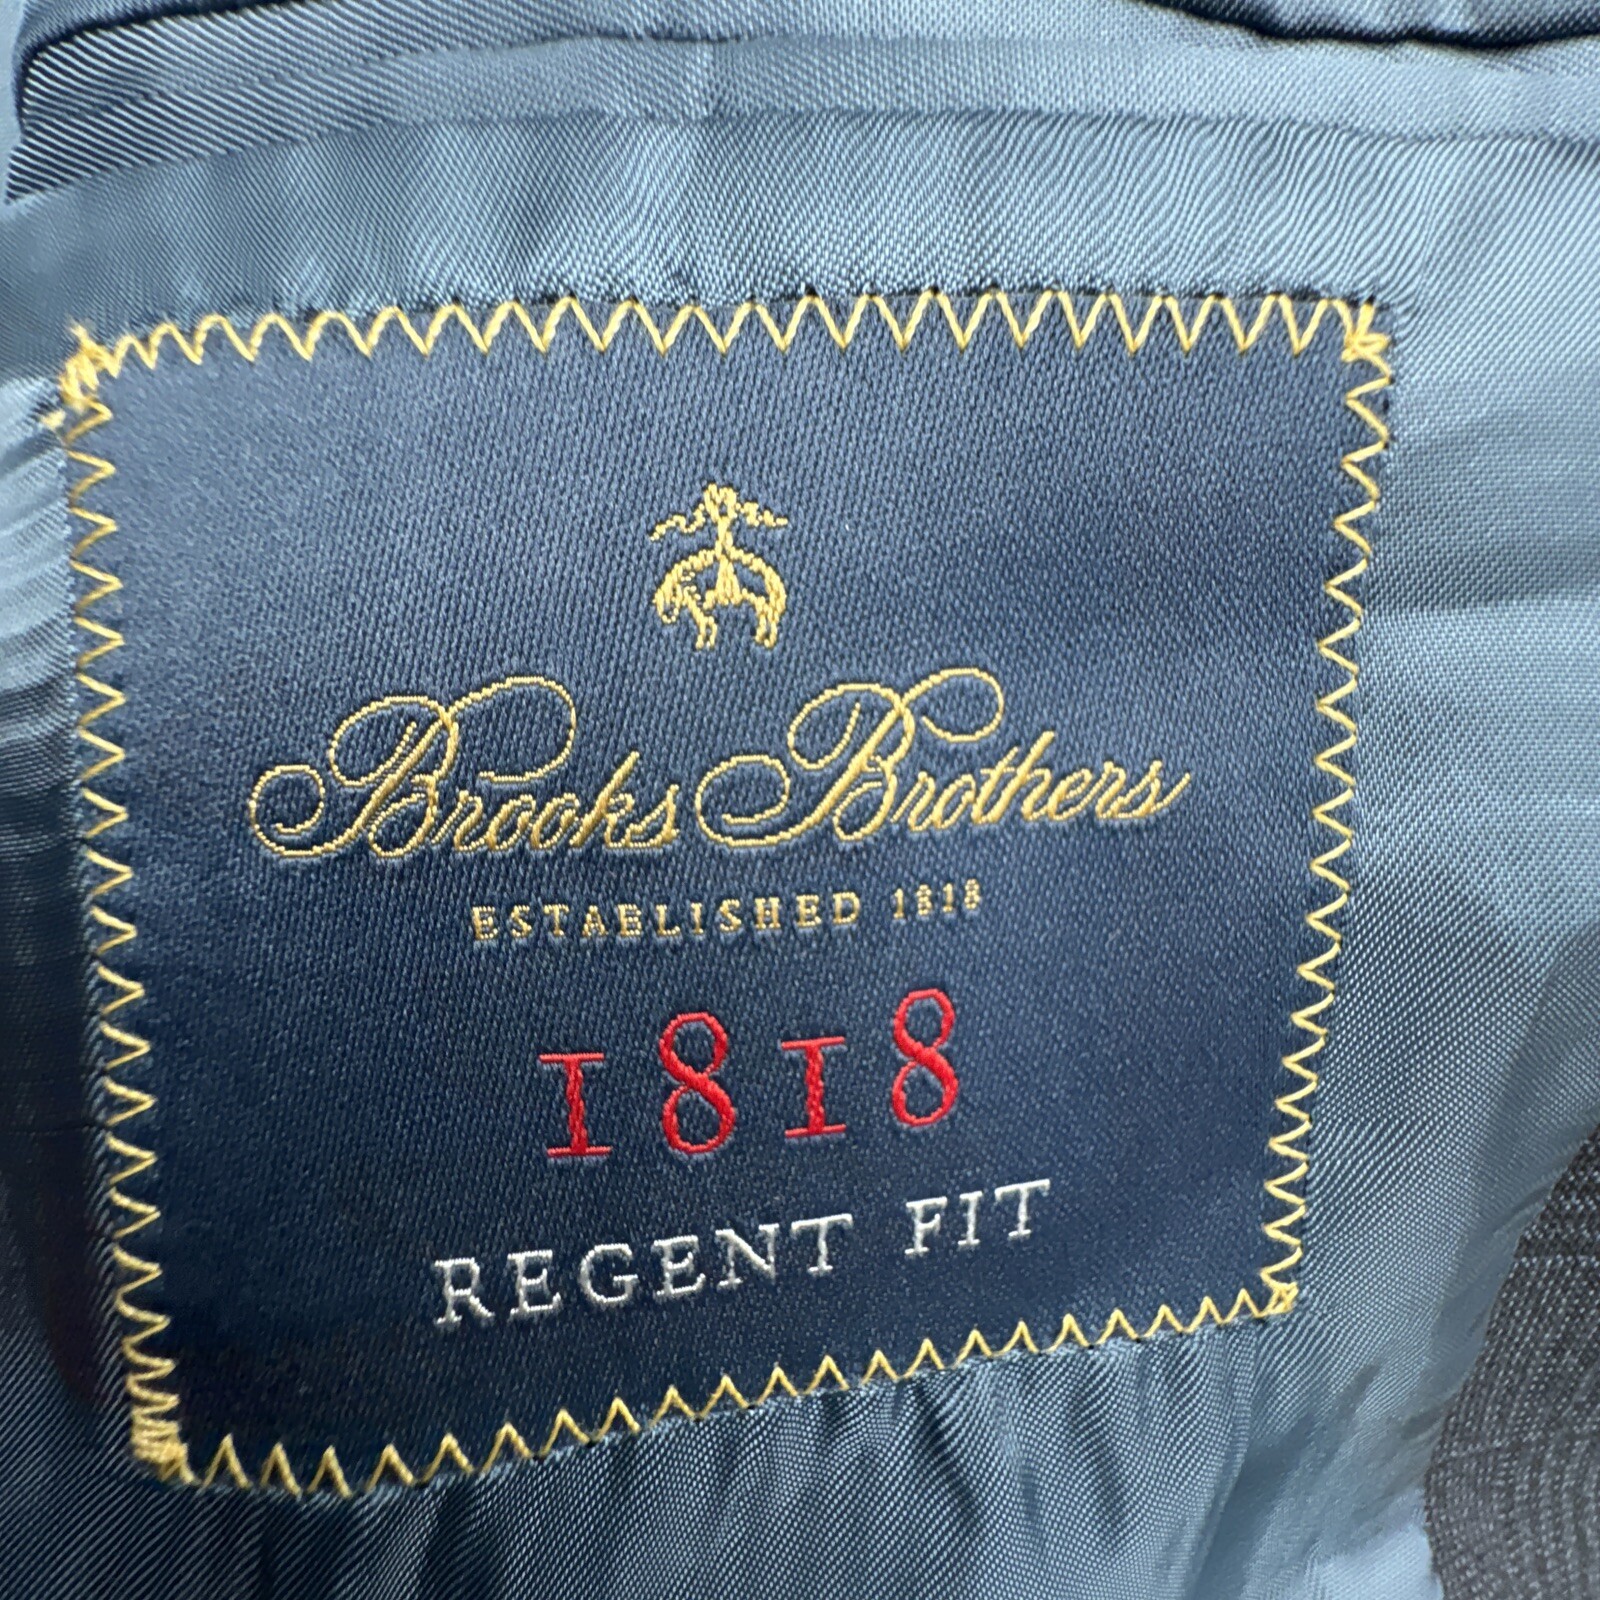 Brooks Brothers
ESTABLISHED 1818
1818
REGENT FIT